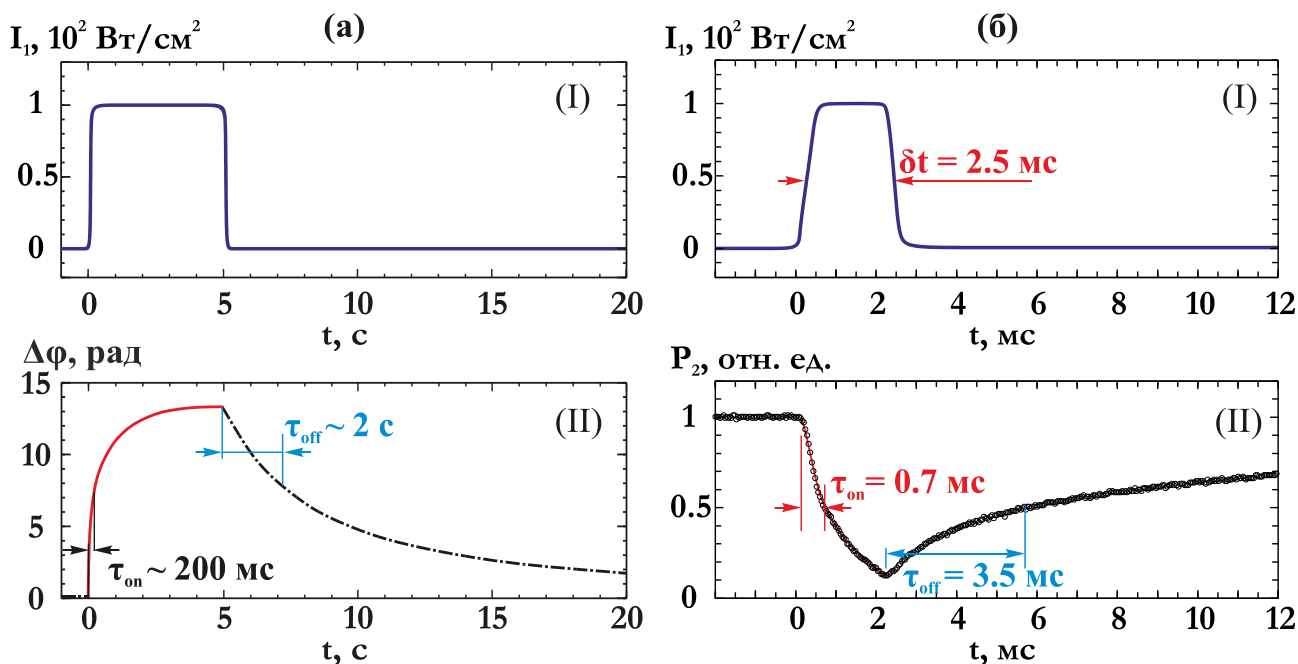 (а)
I₁, 10² Вт/см²
(I)
1
0.5
0
0 5 10 15 20
t, с
Δφ, рад
(II)
15
10
5
0
τoff ~ 2 с
τon ~ 200 мс
0 5 10 15 20
t, с
(б)
I₁, 10² Вт/см²
(I)
1
0.5
0
δt = 2.5 мс
0 2 4 6 8 10 12
t, мс
P₂, отн. ед.
(II)
1
0.5
0
τon = 0.7 мс
τoff = 3.5 мс
0 2 4 6 8 10 12
t, мс